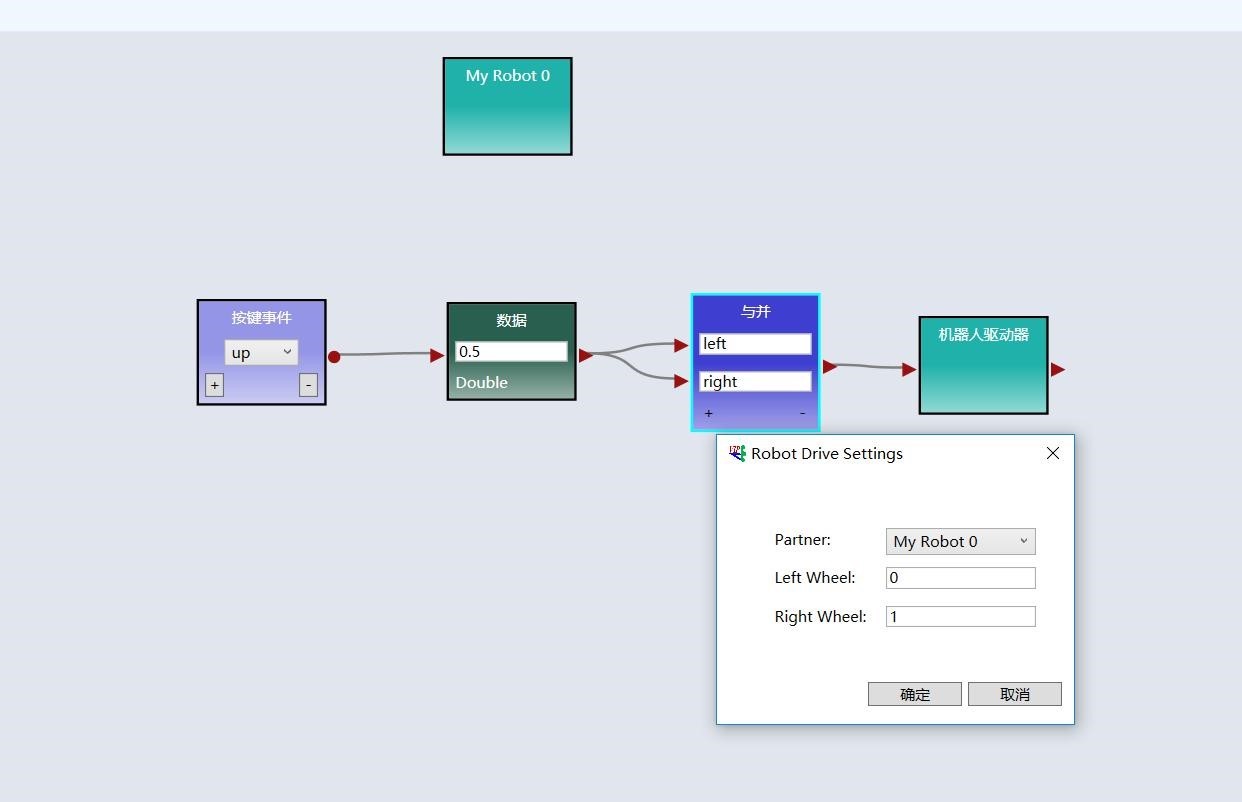 My Robot 0
按键事件
up
+ -
数据
0.5
Double
与并
left
right
+ -
机器人驱动器
Robot Drive Settings
Partner: My Robot 0
Left Wheel: 0
Right Wheel: 1
确定 取消